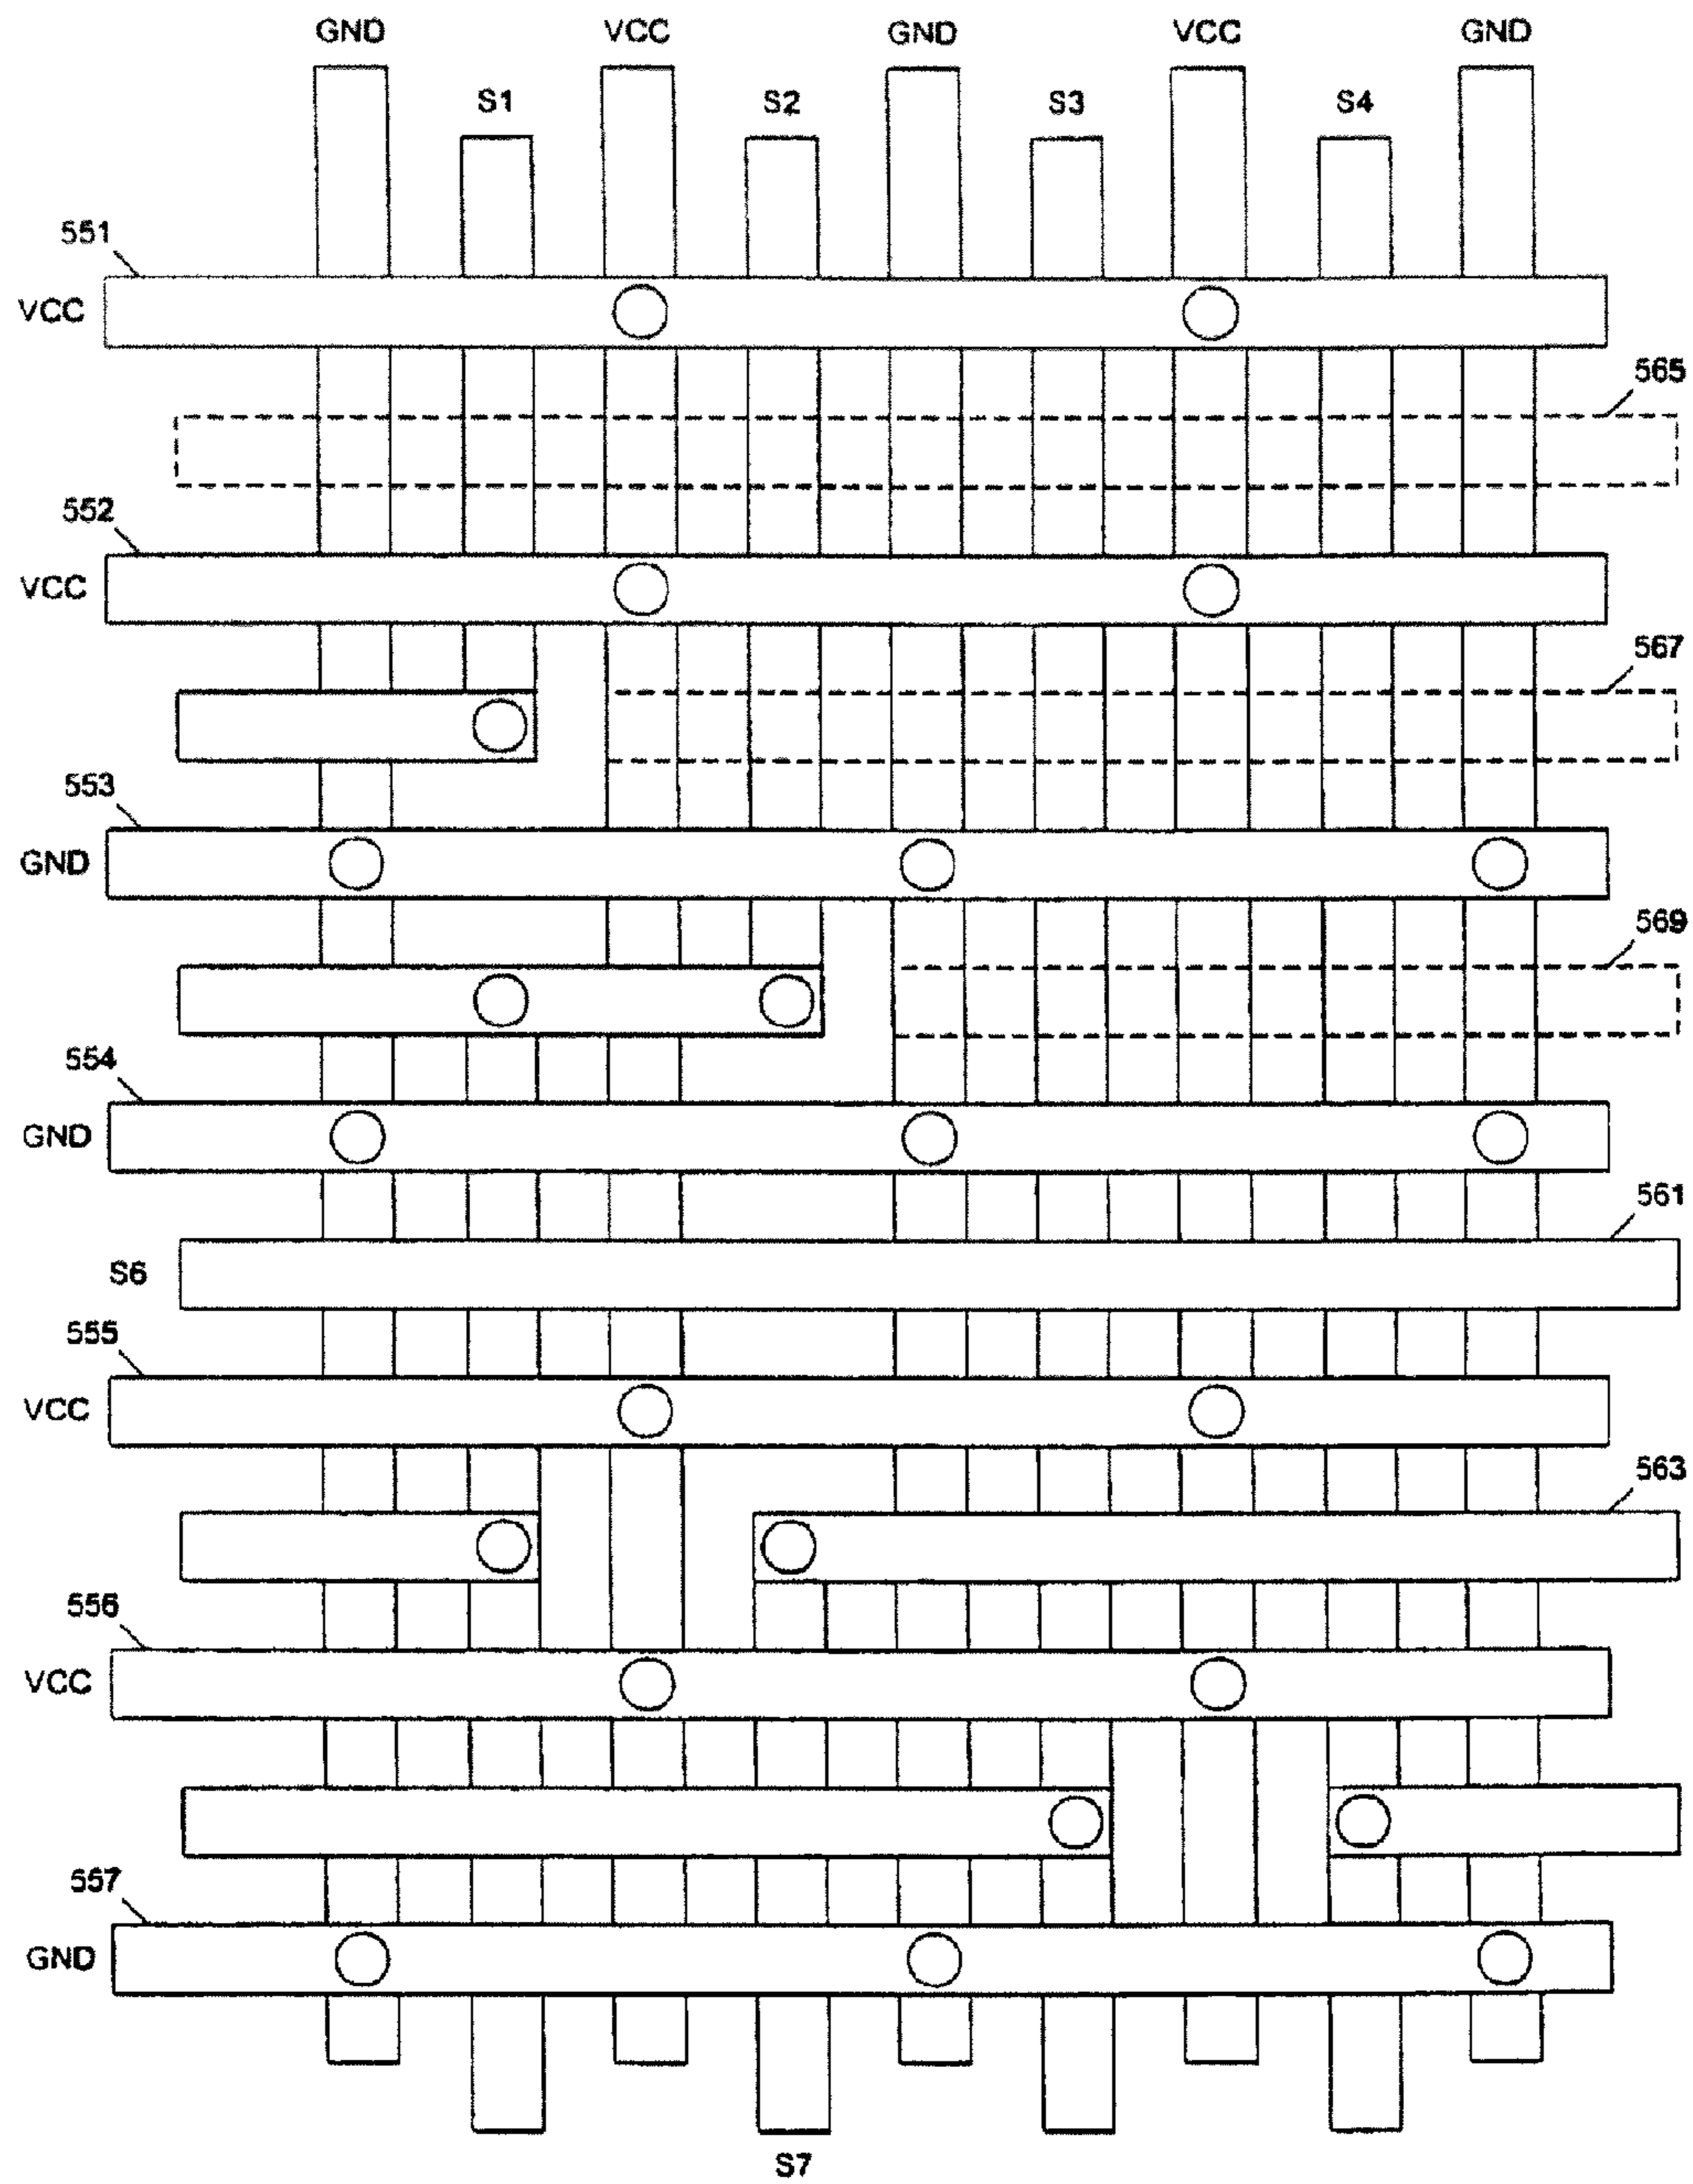 GND VCC GND VCC GND
S1 S2 S3 S4
551
VCC
565
552
VCC
567
553
GND
569
554
GND
561
S6
555
VCC
563
556
VCC
557
GND
S7